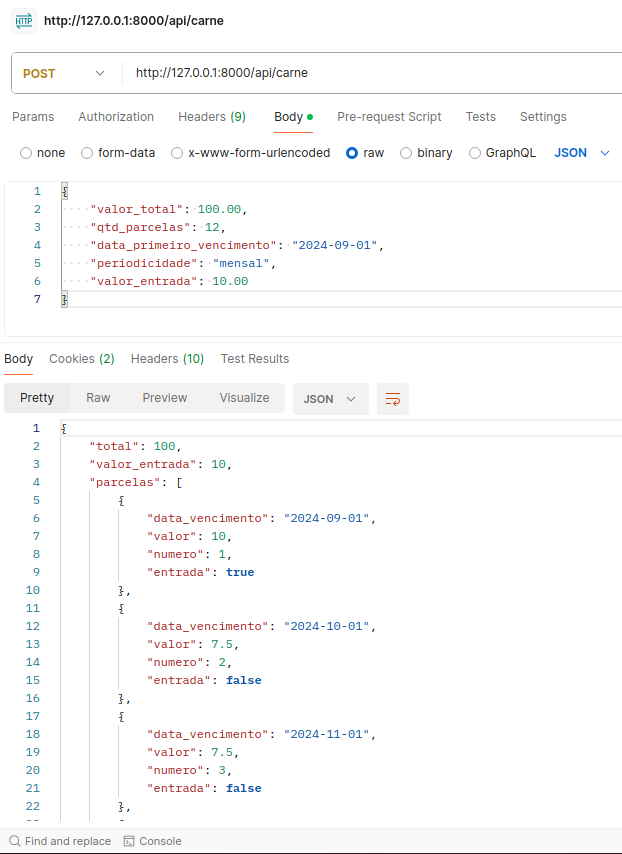 HTTP http://127.0.0.1:8000/api/carne
POST http://127.0.0.1:8000/api/carne
Params Authorization Headers (9) Body Pre-request Script Tests Settings
none form-data x-www-form-urlencoded raw binary GraphQL JSON
1 {
2 "valor_total": 100.00,
3 "qtd_parcelas": 12,
4 "data_primeiro_vencimento": "2024-09-01",
5 "periodicidade": "mensal",
6 "valor_entrada": 10.00
7 }
Body Cookies (2) Headers (10) Test Results
Pretty Raw Preview Visualize JSON
1 {
2 "total": 100,
3 "valor_entrada": 10,
4 "parcelas": [
5 {
6 "data_vencimento": "2024-09-01",
7 "valor": 10,
8 "numero": 1,
9 "entrada": true
10 },
11 {
12 "data_vencimento": "2024-10-01",
13 "valor": 7.5,
14 "numero": 2,
15 "entrada": false
16 },
17 {
18 "data_vencimento": "2024-11-01",
19 "valor": 7.5,
20 "numero": 3,
21 "entrada": false
22 },
Find and replace Console